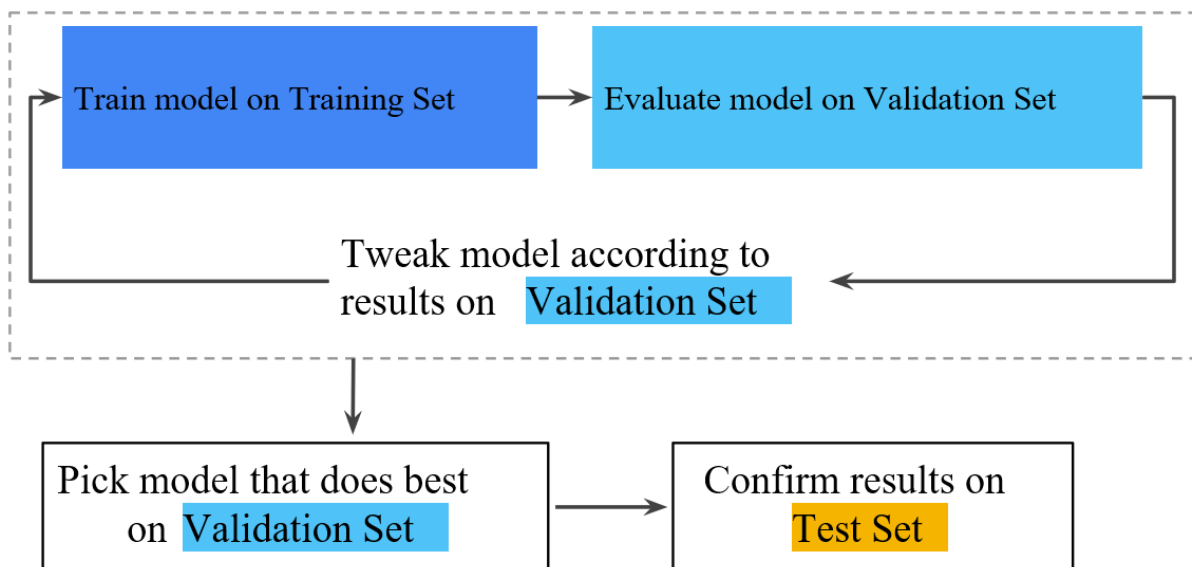 Train model on Training Set
Evaluate model on Validation Set
Tweak model according to
results on Validation Set
Pick model that does best
on Validation Set
Confirm results on
Test Set